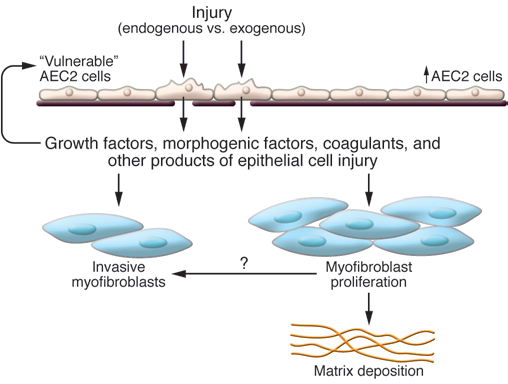 Injury
(endogenous vs. exogenous)
“Vulnerable”
AEC2 cells
↑AEC2 cells
Growth factors, morphogenic factors, coagulants, and
other products of epithelial cell injury
Invasive
myofibroblasts
?
Myofibroblast
proliferation
Matrix deposition